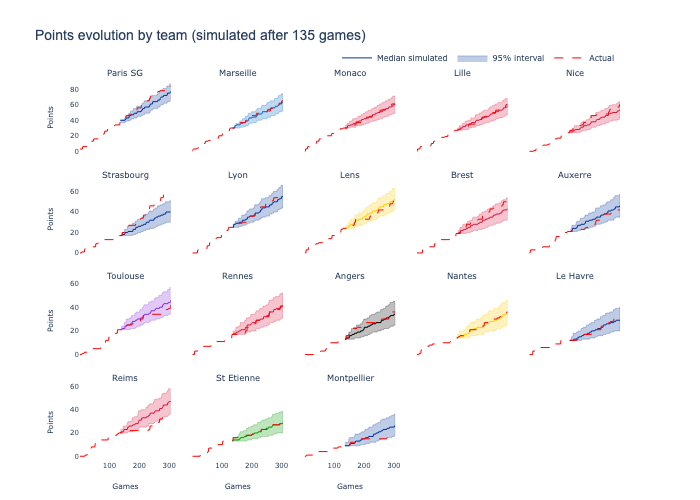 Points evolution by team (simulated after 135 games)
Median simulated 95% interval Actual
Paris SG Marseille Monaco Lille Nice
80
60
40
20
0
Points
Strasbourg Lyon Lens Brest Auxerre
60
40
20
0
Points
Toulouse Rennes Angers Nantes Le Havre
60
40
20
0
Points
Reims St Etienne Montpellier
60
40
20
0
Points
100 200 300 100 200 300 100 200 300
Games Games Games